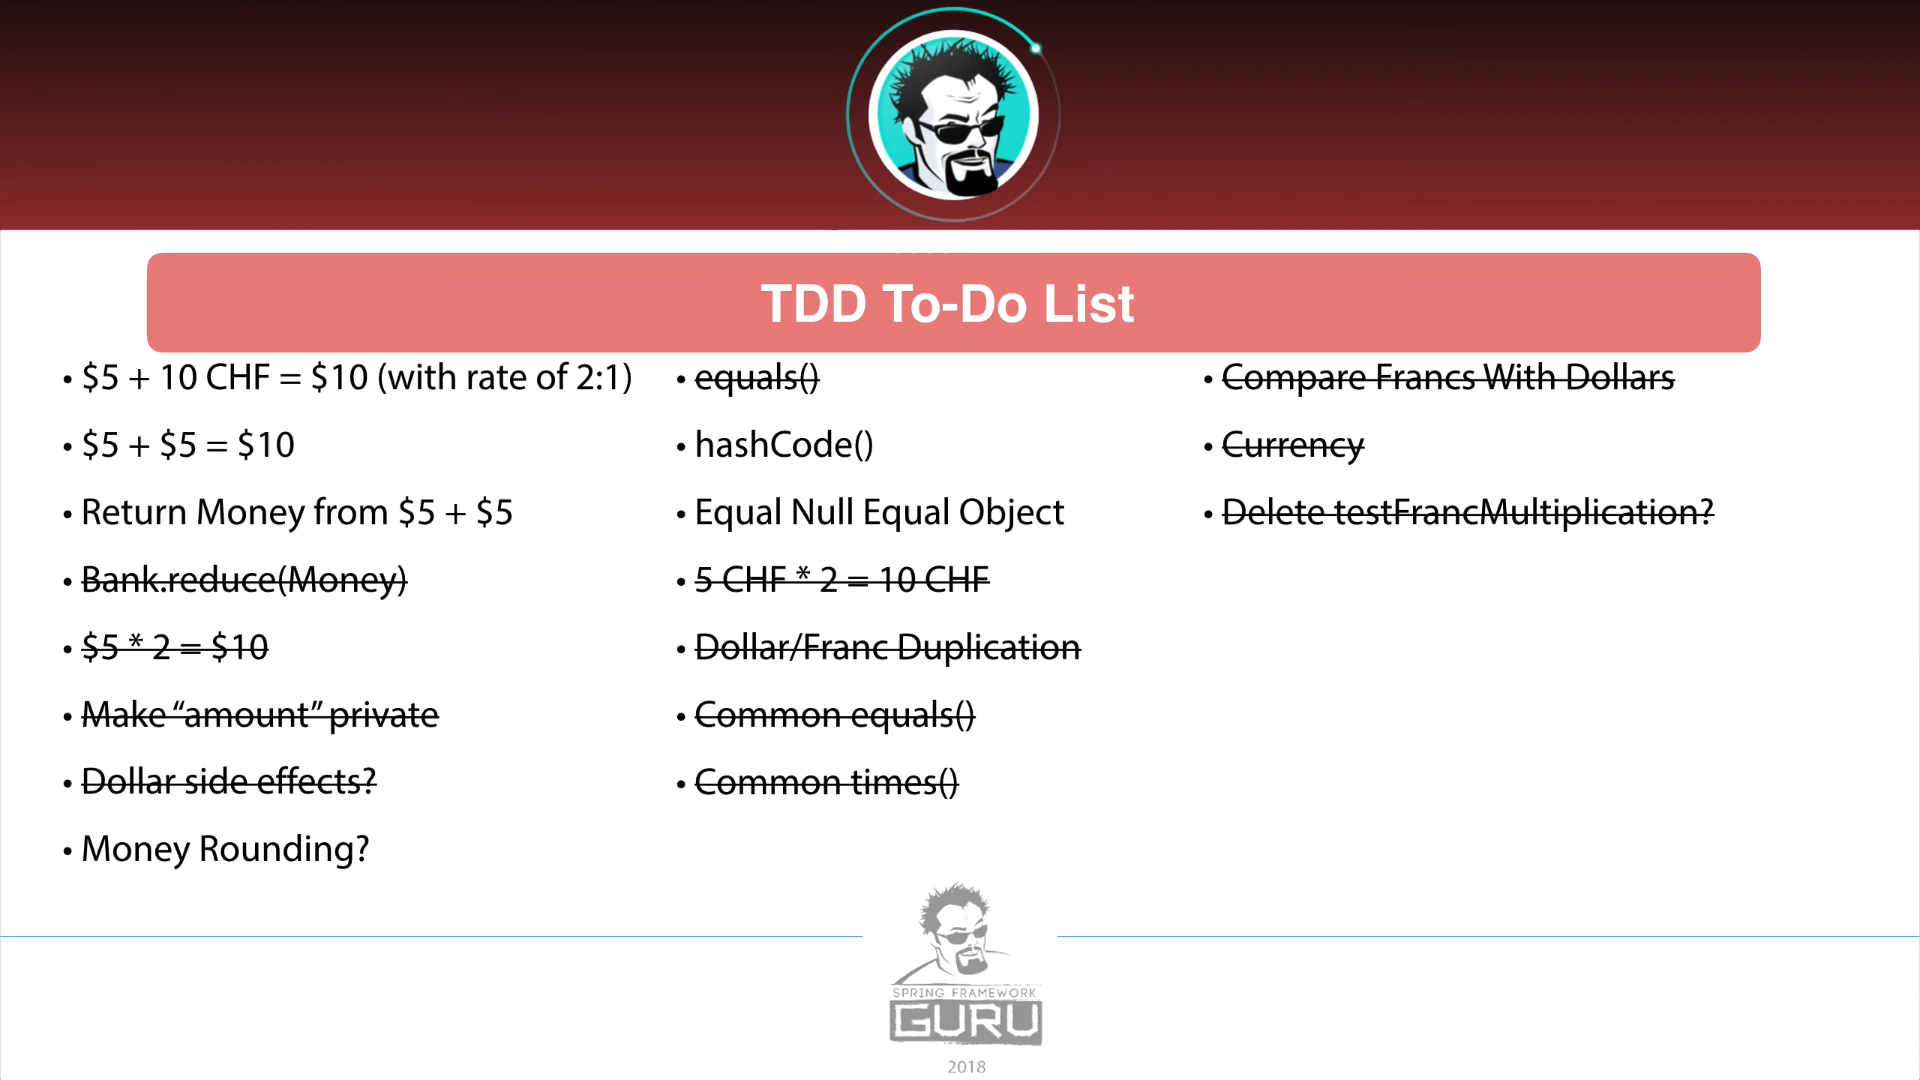 TDD To-Do List
• $5 + 10 CHF = $10 (with rate of 2:1)
• $5 + $5 = $10
• Return Money from $5 + $5
• Bank.reduce(Money)
• $5 * 2 = $10
• Make “amount” private
• Dollar side effects?
• Money Rounding?
• equals()
• hashCode()
• Equal Null Equal Object
• 5 CHF * 2 = 10 CHF
• Dollar/Franc Duplication
• Common equals()
• Common times()
• Compare Francs With Dollars
• Currency
• Delete testFrancMultiplication?
SPRING FRAMEWORK
GURU
2018